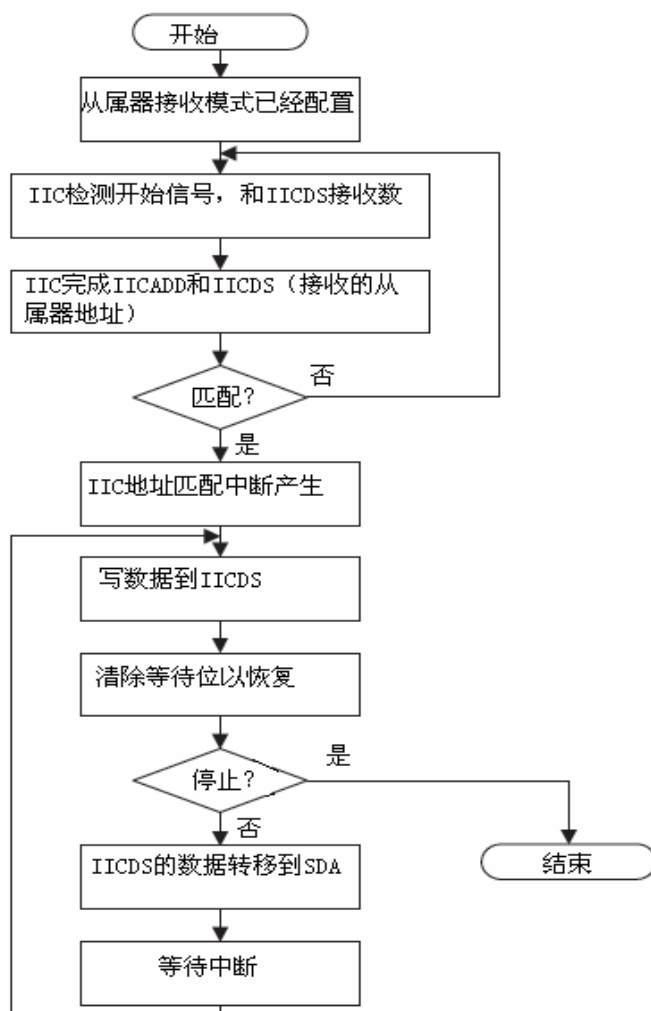 开始
从属器接收模式已经配置
IIC检测开始信号，和IICDS接收数
IIC完成IICADD和IICDS（接收的从
属器地址）
匹配?
否
是
IIC地址匹配中断产生
写数据到IICDS
清除等待位以恢复
停止?
是
否
IICDS的数据转移到SDA
结束
等待中断